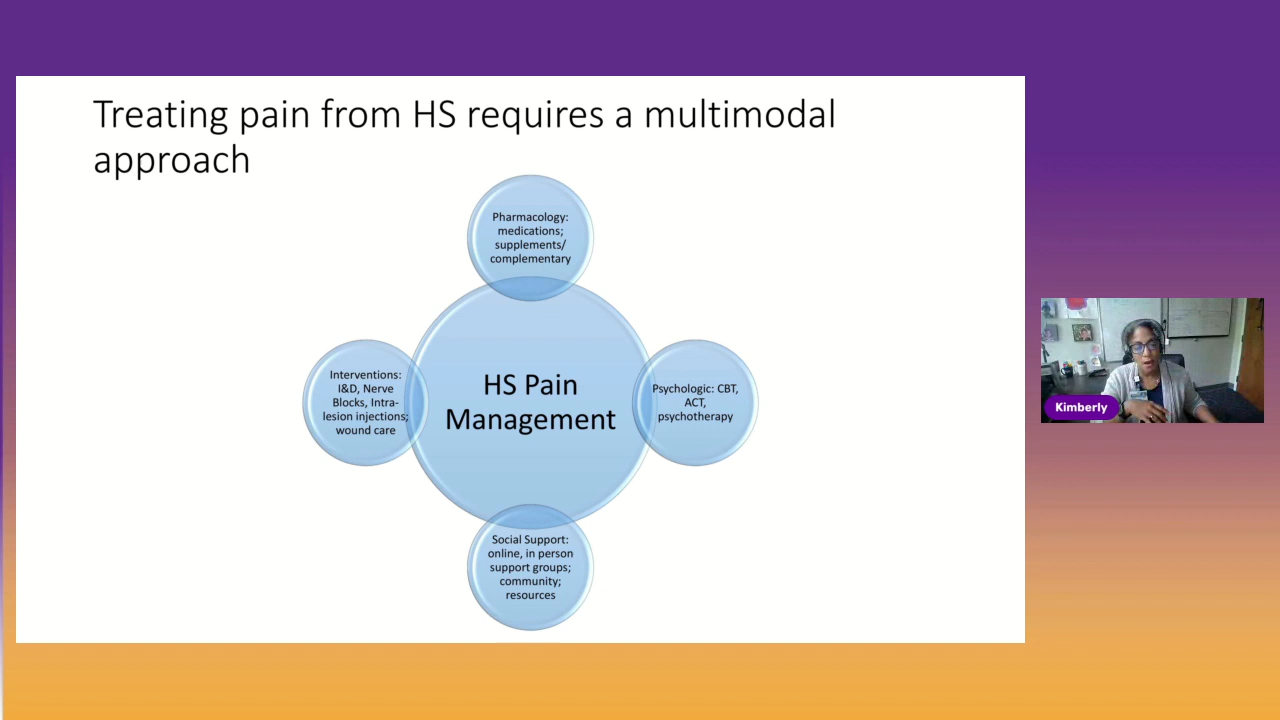 Treating pain from HS requires a multimodal
approach
Pharmacology:
medications;
supplements/
complementary
Interventions:
I&D, Nerve
Blocks, Intra-
lesion injections;
wound care
HS Pain
Management
Psychologic: CBT,
ACT,
psychotherapy
Social Support:
online, in person
support groups;
community;
resources
Kimberly